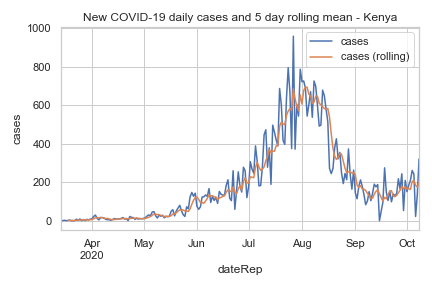 New COVID-19 daily cases and 5 day rolling mean - Kenya
cases
cases (rolling)
cases
1000
800
600
400
200
0
Apr
2020
May
Jun
Jul
Aug
Sep
Oct
dateRep